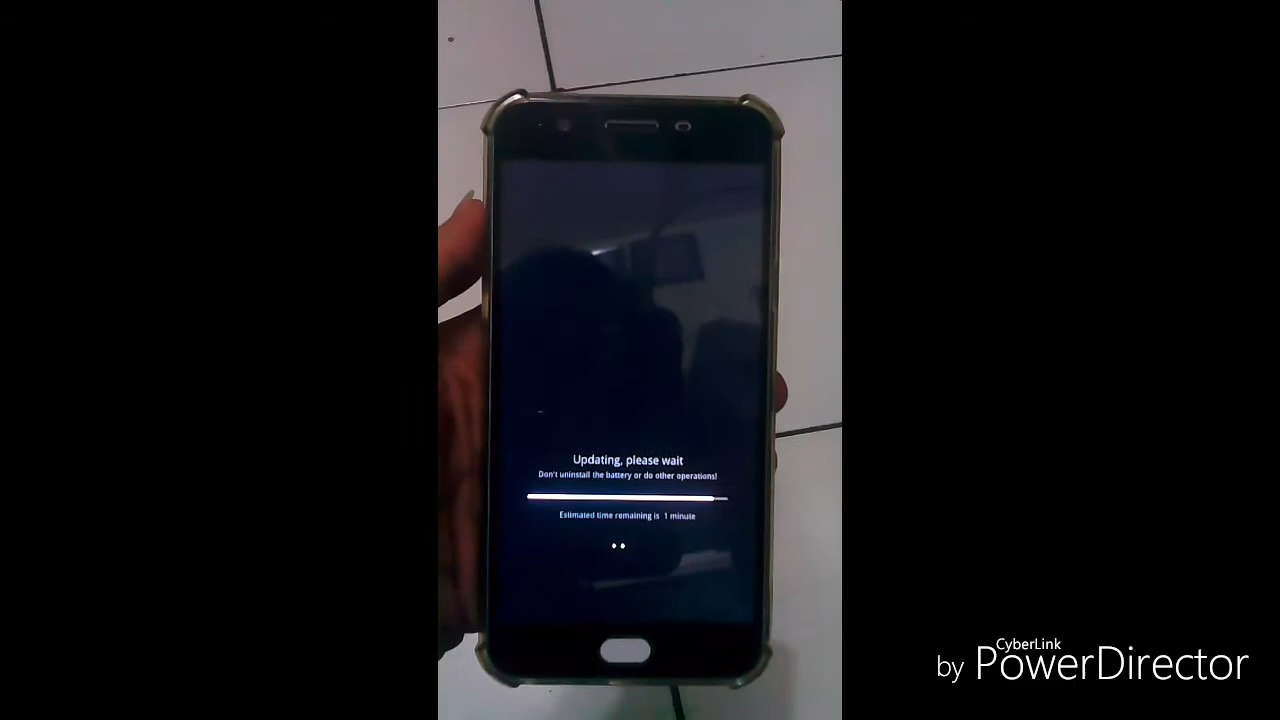 Updating, please wait
Don't uninstall the battery or do other operations!
Estimated time remaining is 1 minute
CyberLink
by PowerDirector